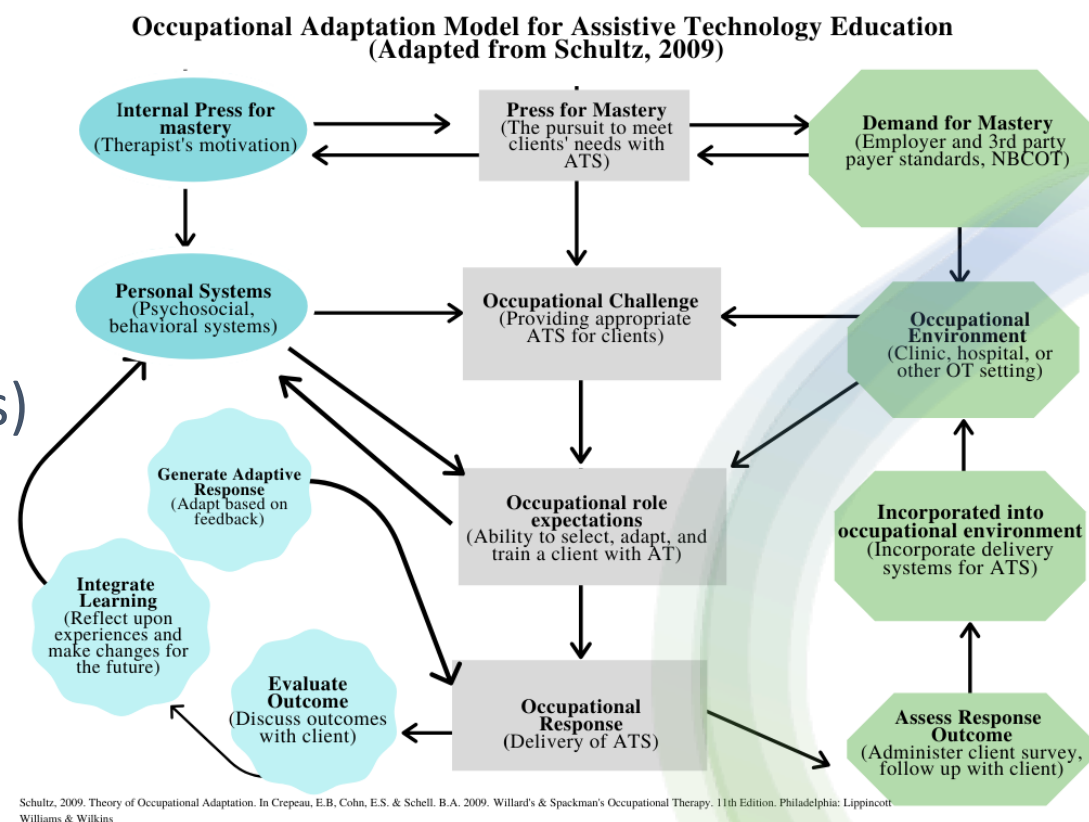 Occupational Adaptation Model for Assistive Technology Education
(Adapted from Schultz, 2009)
Internal Press for
mastery
(Therapist's motivation)
Press for Mastery
(The pursuit to meet
clients' needs with
ATS)
Demand for Mastery
(Employer and 3rd party
payer standards, NBCOT)
Personal Systems
(Psychosocial,
behavioral systems)
Occupational Challenge
(Providing appropriate
ATS for clients)
Occupational
Environment
(Clinic, hospital, or
other OT setting)
s)
Generate Adaptive
Response
(Adapt based on
feedback)
Occupational role
expectations
(Ability to select, adapt, and
train a client with AT)
Incorporated into
occupational environment
(Incorporate delivery
systems for ATS)
Integrate
Learning
(Reflect upon
experiences and
make changes for
the future)
Evaluate
Outcome
(Discuss outcomes
with client)
Occupational
Response
(Delivery of ATS)
Assess Response
Outcome
(Administer client survey,
follow up with client)
Schultz, 2009. Theory of Occupational Adaptation. In Crepeau, E.B, Cohn, E.S. & Schell. B.A. 2009. Willard's & Spackman's Occupational Therapy. 11th Edition. Philadelphia: Lippincott
Williams & Wilkins